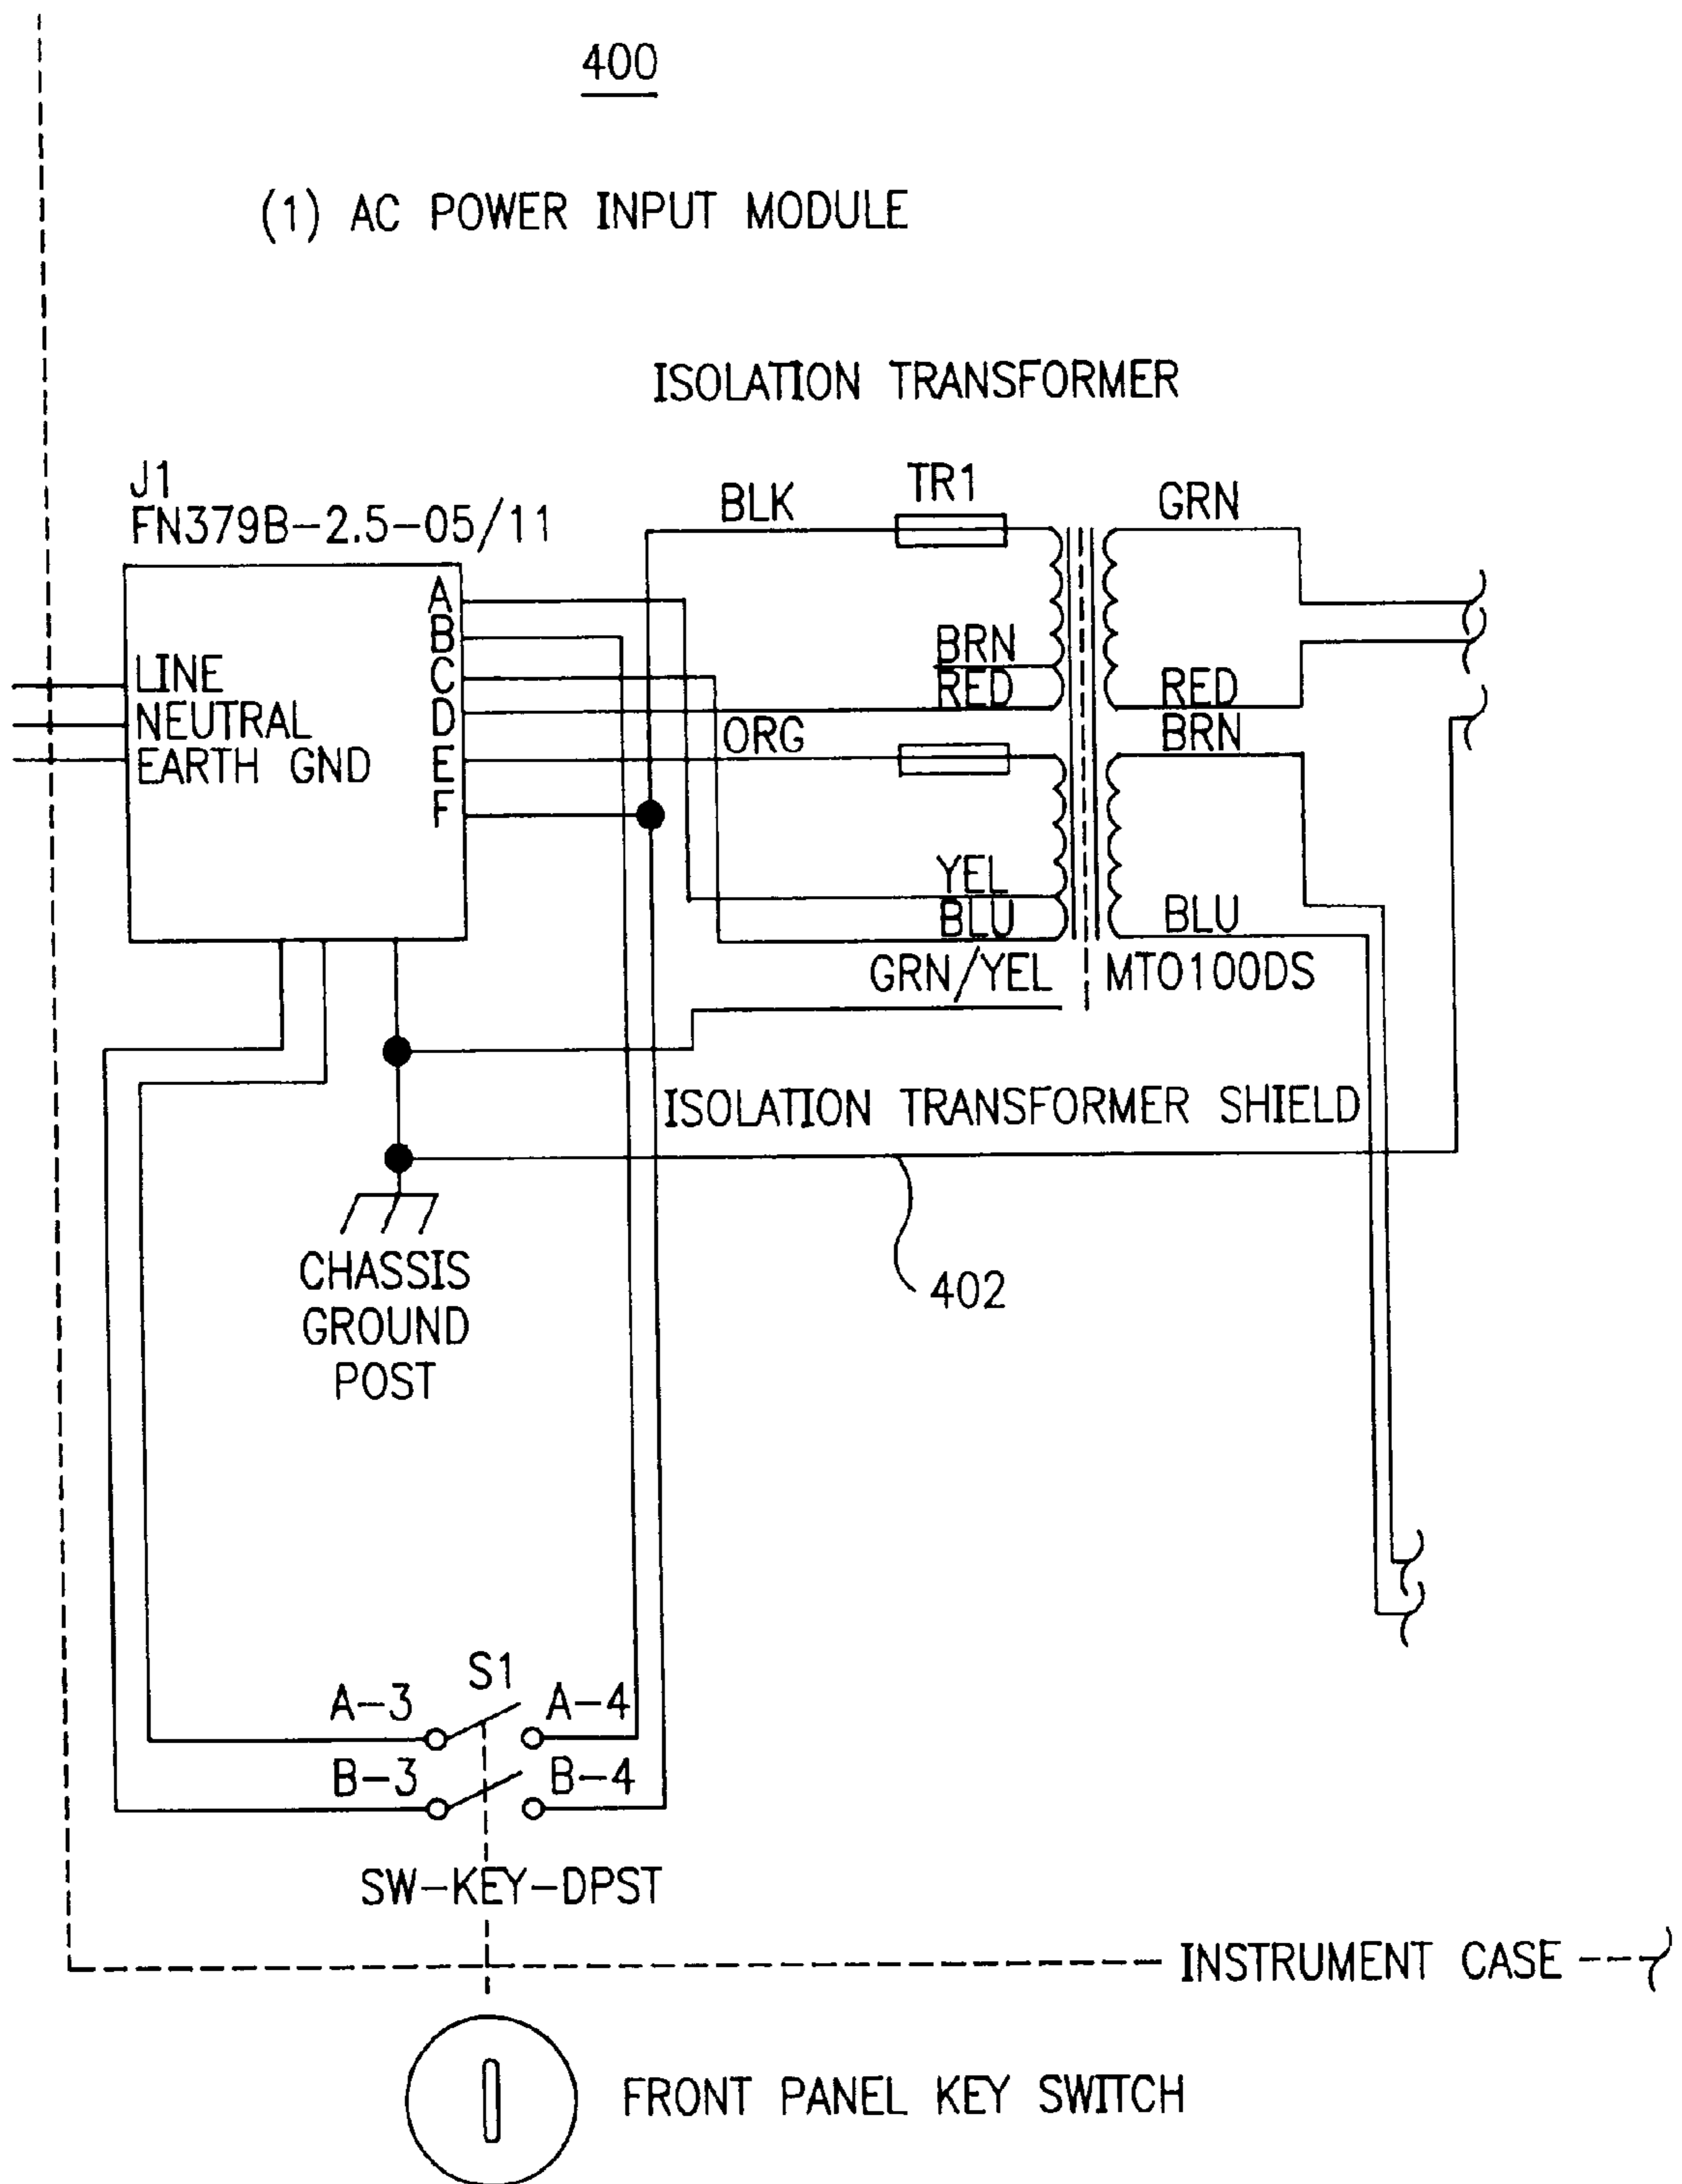 400
(1) AC POWER INPUT MODULE
ISOLATION TRANSFORMER
J1
FN379B-2.5-05/11
BLK
TR1
GRN
A
B
C
D
E
F
LINE
NEUTRAL
EARTH GND
BRN
RED
RED
ORG
BRN
YEL
BLU
BLU
GRN/YEL
MTO100DS
ISOLATION TRANSFORMER SHIELD
402
CHASSIS
GROUND
POST
S1
A-3
A-4
B-3
B-4
SW-KEY-DPST
INSTRUMENT CASE
FRONT PANEL KEY SWITCH